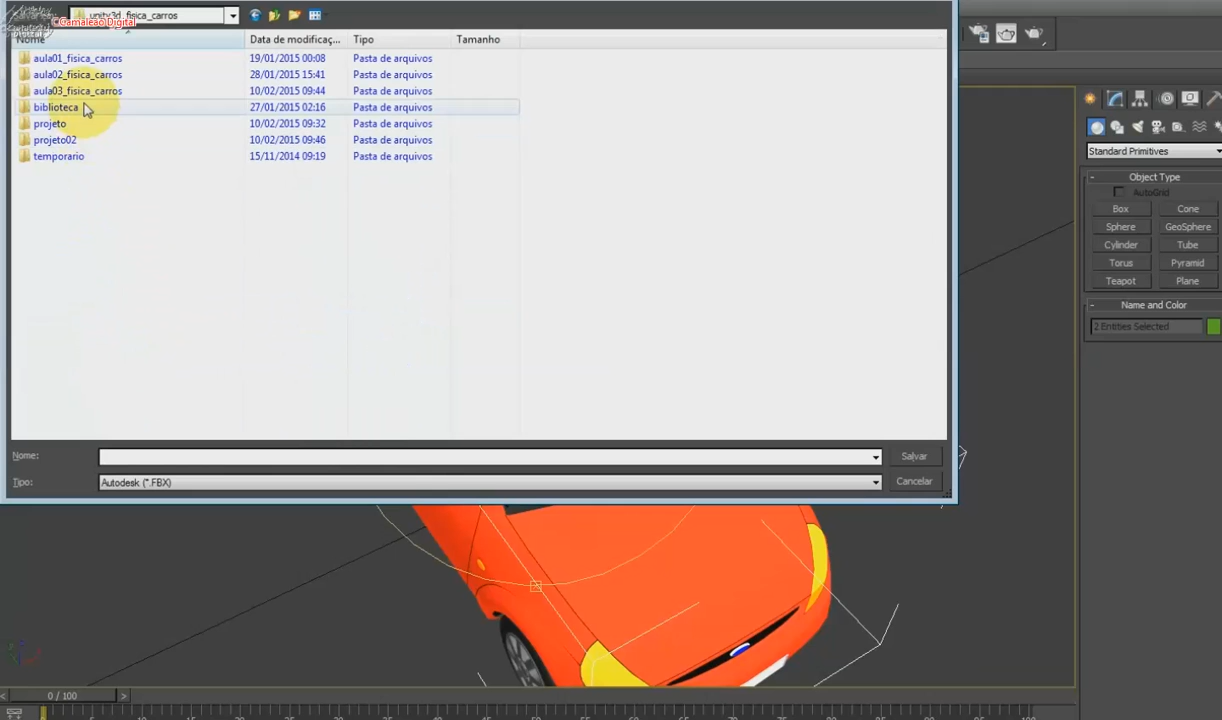 unity3d_fisica_carros
Camaleão Digital
Nome Data de modificaç... Tipo Tamanho
aula01_fisica_carros 19/01/2015 00:08 Pasta de arquivos
aula02_fisica_carros 28/01/2015 15:41 Pasta de arquivos
aula03_fisica_carros 10/02/2015 09:44 Pasta de arquivos
biblioteca 27/01/2015 02:16 Pasta de arquivos
projeto 10/02/2015 09:32 Pasta de arquivos
projeto02 10/02/2015 09:46 Pasta de arquivos
temporario 15/11/2014 09:19 Pasta de arquivos
Nome: Salvar
Tipo: Autodesk (*.FBX) Cancelar
Standard Primitives
- Object Type
AutoGrid
Box Cone
Sphere GeoSphere
Cylinder Tube
Torus Pyramid
Teapot Plane
- Name and Color
2 Entities Selected
< 0 / 100 >